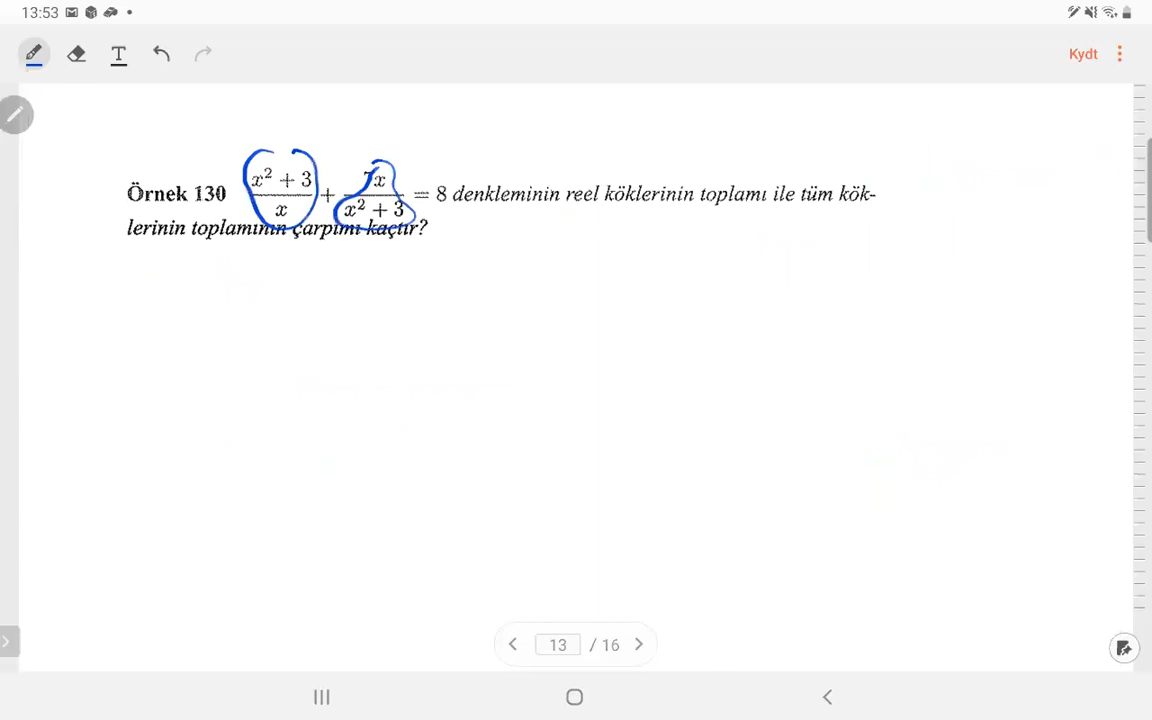 13:53
Kydt
Örnek 130 x² + 3 / x + 7x / x² + 3 = 8 denkleminin reel köklerinin toplamı ile tüm kök-
lerinin toplamının çarpımı kaçtır?
13 / 16